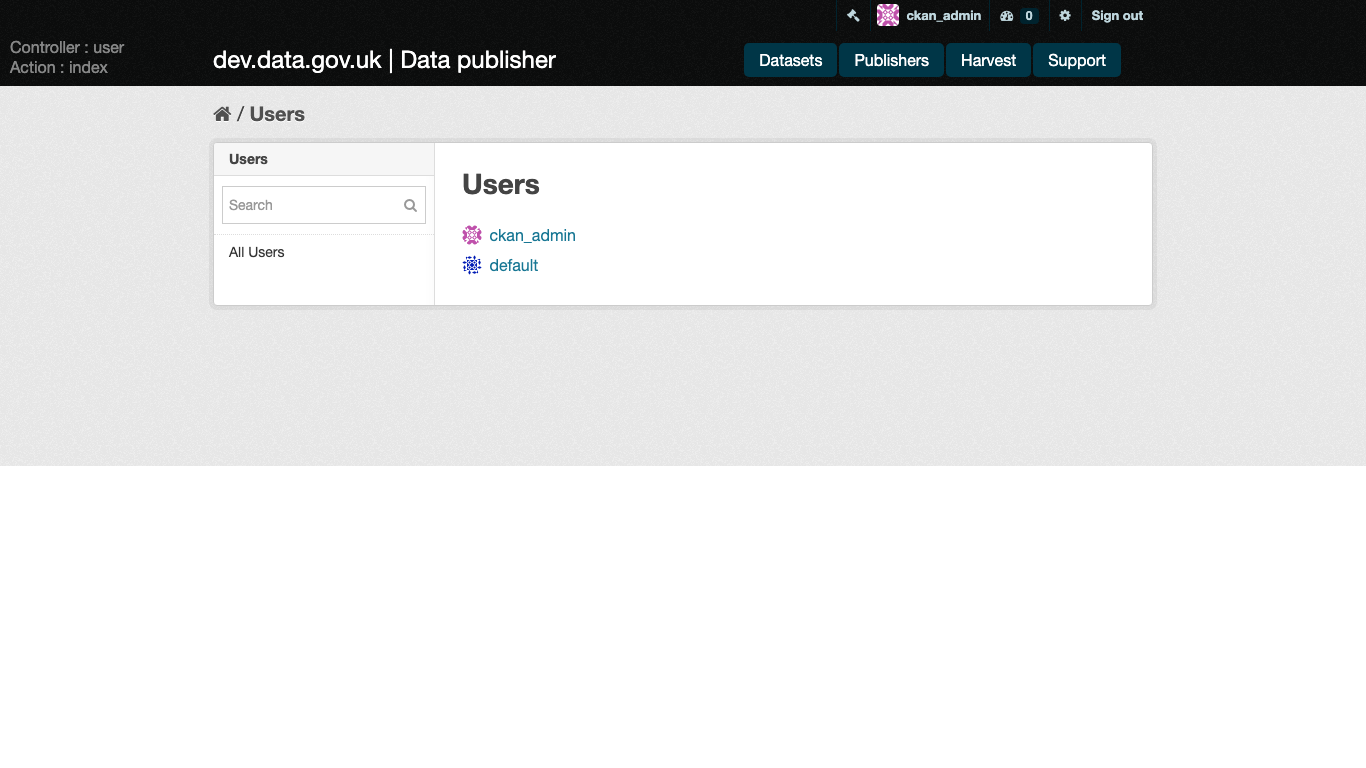 ckan_admin 0 Sign out
Controller : user
Action : index
dev.data.gov.uk | Data publisher
Datasets Publishers Harvest Support
/ Users
Users
Search
All Users
Users
ckan_admin
default